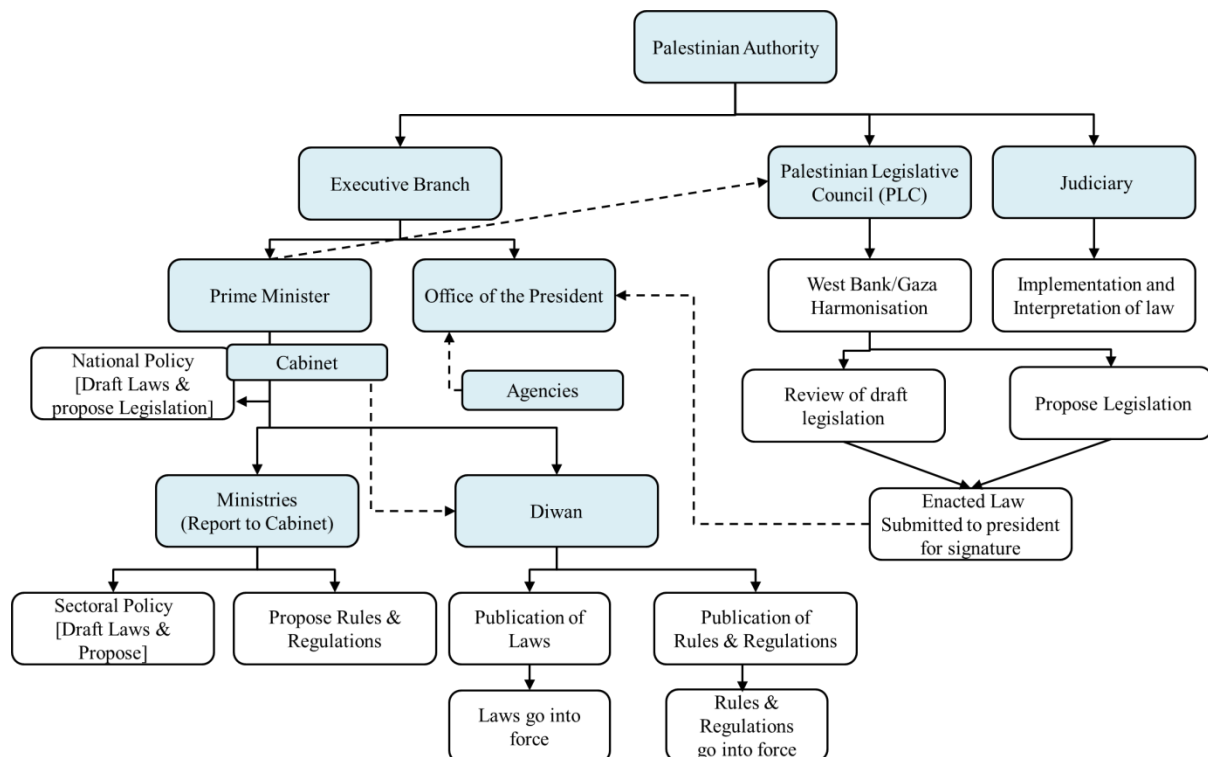 Palestinian Authority
Executive Branch
Palestinian Legislative
Council (PLC)
Judiciary
Prime Minister
Office of the President
West Bank/Gaza
Harmonisation
Implementation and
Interpretation of law
National Policy
[Draft Laws &
propose Legislation]
Cabinet
Agencies
Review of draft
legislation
Propose Legislation
Ministries
(Report to Cabinet)
Diwan
Enacted Law
Submitted to president
for signature
Sectoral Policy
[Draft Laws &
Propose]
Propose Rules &
Regulations
Publication of
Laws
Publication of
Rules & Regulations
Laws go into
force
Rules &
Regulations
go into force